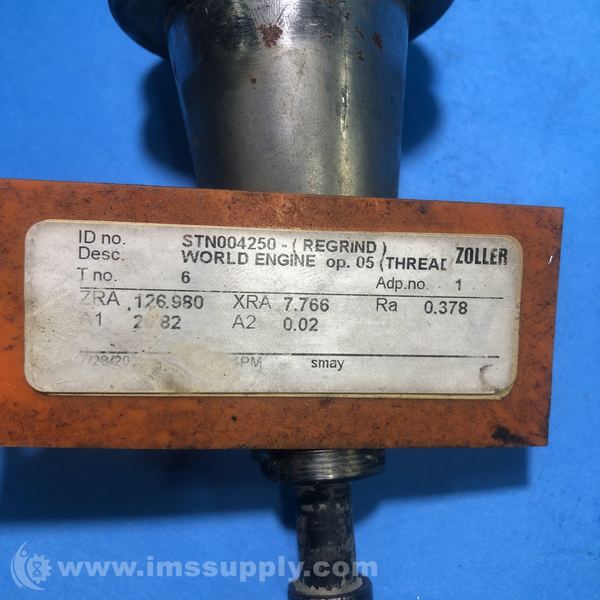 ID no. STN004250 - ( REGRIND )
Desc. WORLD ENGINE op. 05 (THREAD ZOLLER
T no. 6 Adp.no. 1
ZRA 126.980 XRA 7.766 Ra 0.378
A1 A2 0.02
smay
www.imssupply.com